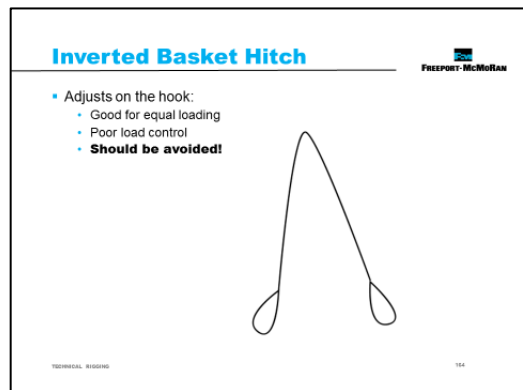 Inverted Basket Hitch
FCX
FREEPORT-McMoRAN
▪ Adjusts on the hook:
• Good for equal loading
• Poor load control
• Should be avoided!
TECHNICAL RIGGING
164